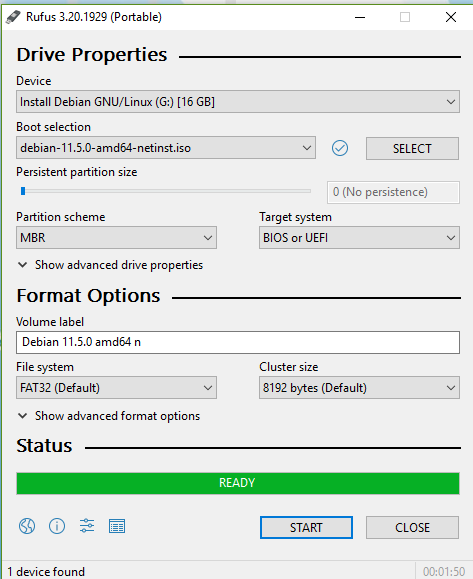 Rufus 3.20.1929 (Portable)
Drive Properties
Device
Install Debian GNU/Linux (G:) [16 GB]
Boot selection
debian-11.5.0-amd64-netinst.iso
SELECT
Persistent partition size
0 (No persistence)
Partition scheme
Target system
MBR
BIOS or UEFI
Show advanced drive properties
Format Options
Volume label
Debian 11.5.0 amd64 n
File system
Cluster size
FAT32 (Default)
8192 bytes (Default)
Show advanced format options
Status
READY
START
CLOSE
1 device found
00:01:50